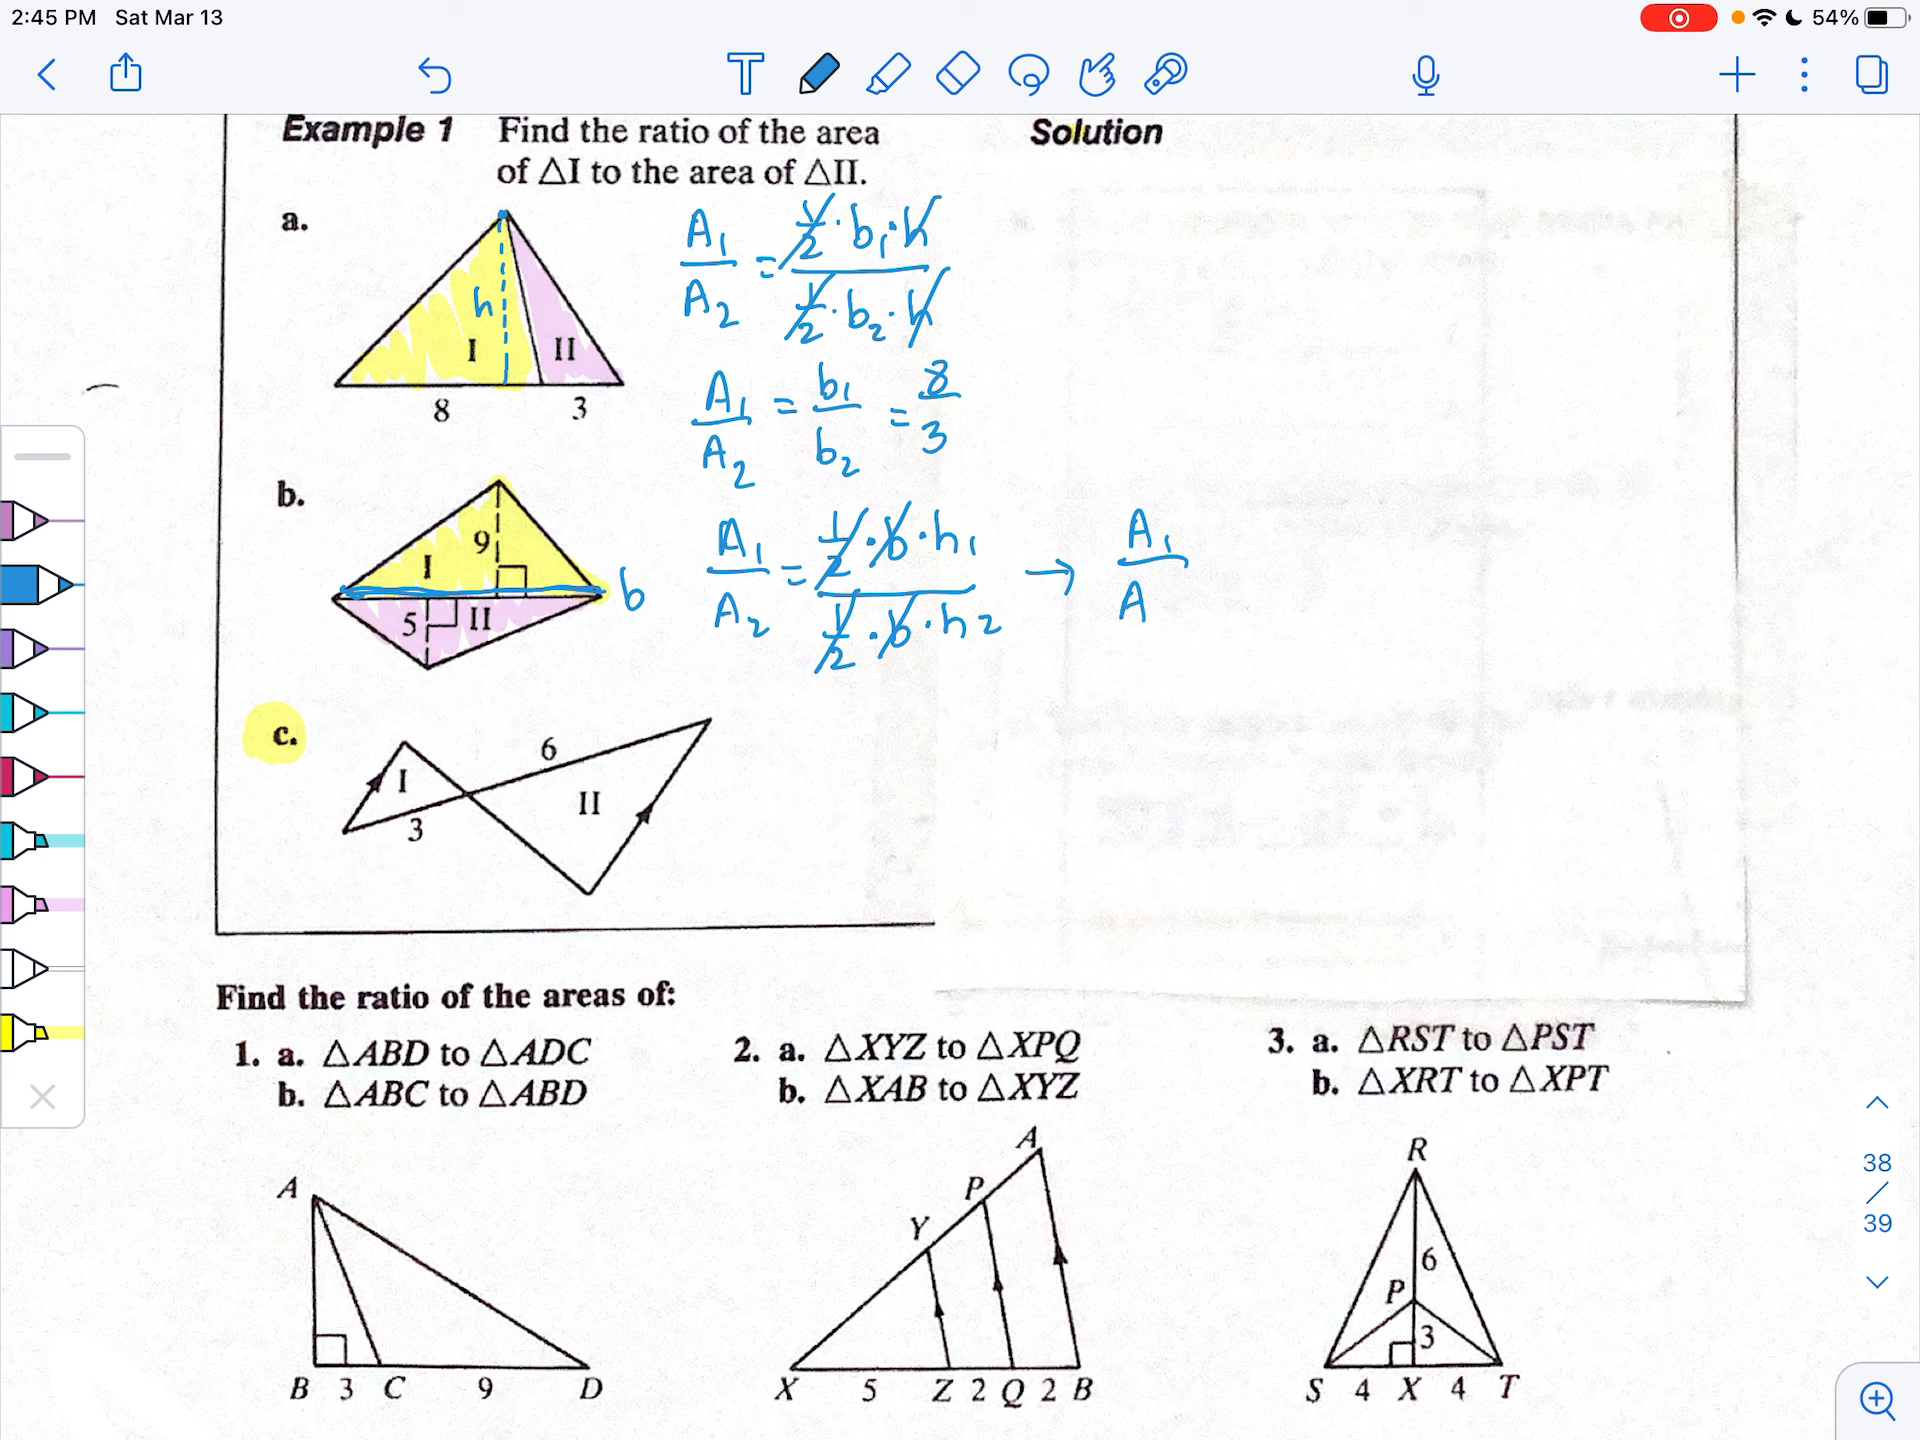 2:45 PM Sat Mar 13
54%
Example 1 Find the ratio of the area
of △I to the area of △II.
Solution
a.
h
I
II
8
3
A₁/A₂ = (1/2 · b₁ · h)/(1/2 · b₂ · h)
A₁/A₂ = b₁/b₂ = 8/3
b.
9
I
5
II
b
A₁/A₂ = (1/2 · b · h₁)/(1/2 · b · h₂) → A₁/A
c.
I
6
II
3
Find the ratio of the areas of:
1. a. △ABD to △ADC
b. △ABC to △ABD
2. a. △XYZ to △XPQ
b. △XAB to △XYZ
3. a. △RST to △PST
b. △XRT to △XPT
A
B 3 C 9 D
A
P
Y
X 5 Z 2 Q 2 B
R
6
P
3
S 4 X 4 T
38
/
39